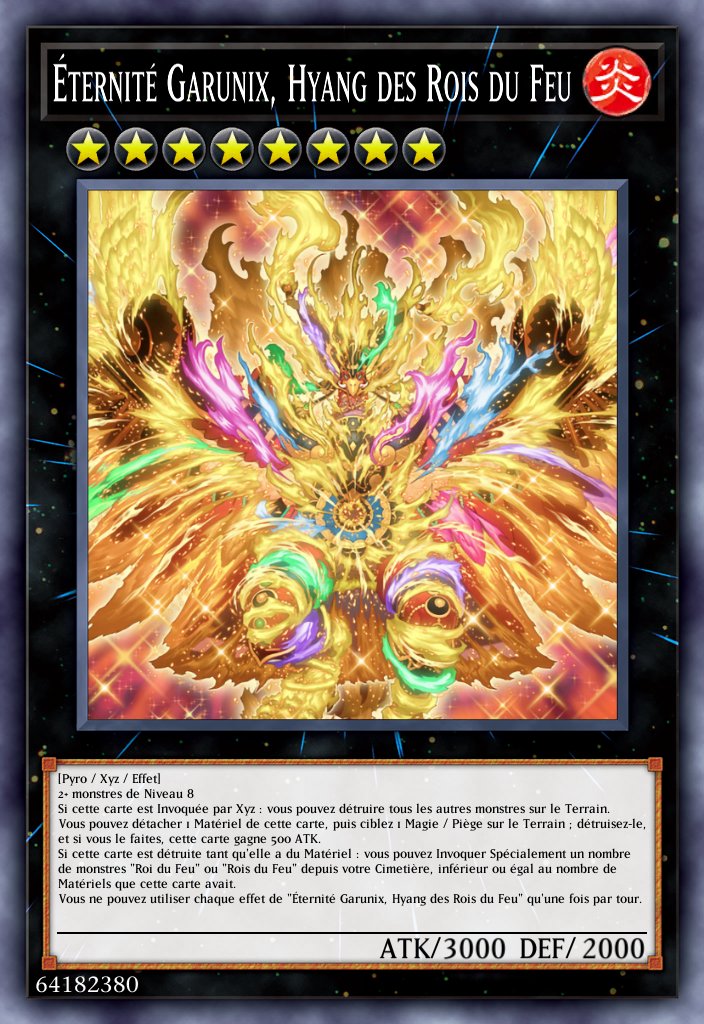 Éternité Garunix, Hyang des Rois du Feu 炎
[Pyro / Xyz / Effet]
2+ monstres de Niveau 8
Si cette carte est Invoquée par Xyz : vous pouvez détruire tous les autres monstres sur le Terrain.
Vous pouvez détacher 1 Matériel de cette carte, puis ciblez 1 Magie / Piège sur le Terrain ; détruisez-le,
et si vous le faites, cette carte gagne 500 ATK.
Si cette carte est détruite tant qu'elle a du Matériel : vous pouvez Invoquer Spécialement un nombre
de monstres "Roi du Feu" ou "Rois du Feu" depuis votre Cimetière, inférieur ou égal au nombre de
Matériels que cette carte avait.
Vous ne pouvez utiliser chaque effet de "Éternité Garunix, Hyang des Rois du Feu" qu'une fois par tour.
ATK/3000 DEF/ 2000
64182380